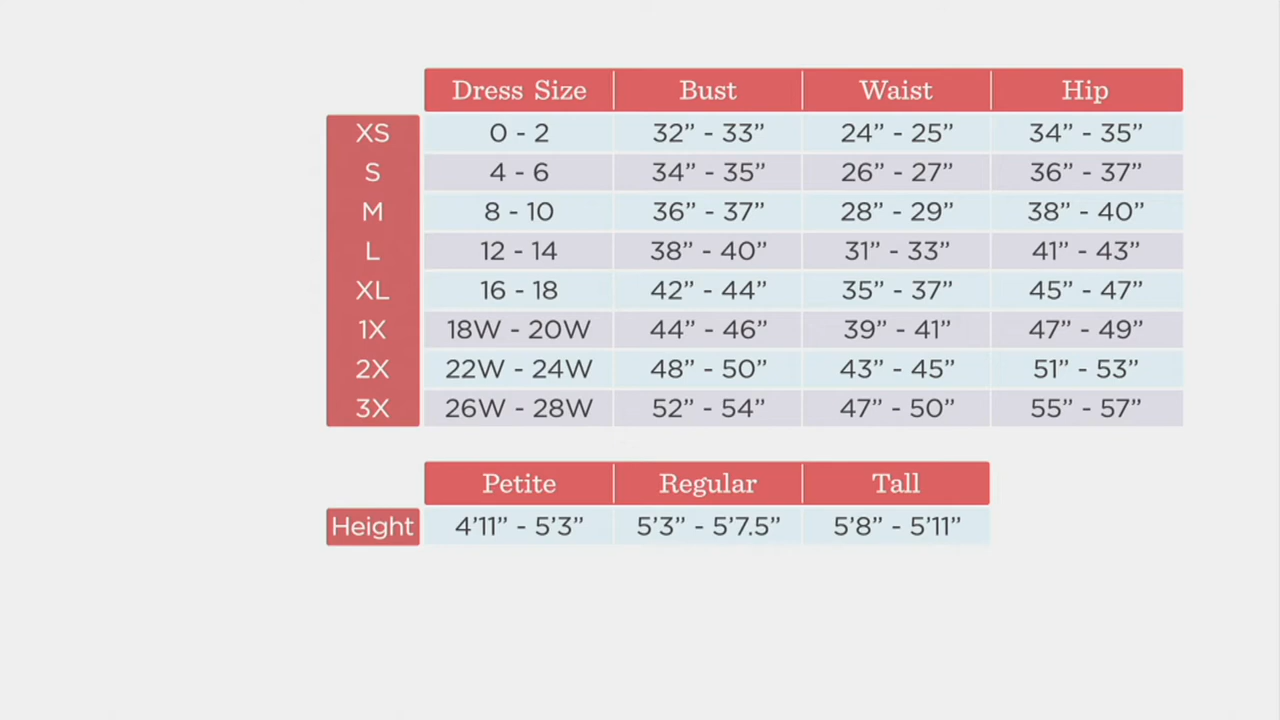 Dress Size Bust Waist Hip
XS 0 - 2 32” - 33” 24” - 25” 34” - 35”
S 4 - 6 34” - 35” 26” - 27” 36” - 37”
M 8 - 10 36” - 37” 28” - 29” 38” - 40”
L 12 - 14 38” - 40” 31” - 33” 41” - 43”
XL 16 - 18 42” - 44” 35” - 37” 45” - 47”
1X 18W - 20W 44” - 46” 39” - 41” 47” - 49”
2X 22W - 24W 48” - 50” 43” - 45” 51” - 53”
3X 26W - 28W 52” - 54” 47” - 50” 55” - 57”
Petite Regular Tall
Height 4’11” - 5’3” 5’3” - 5’7.5” 5’8” - 5’11”